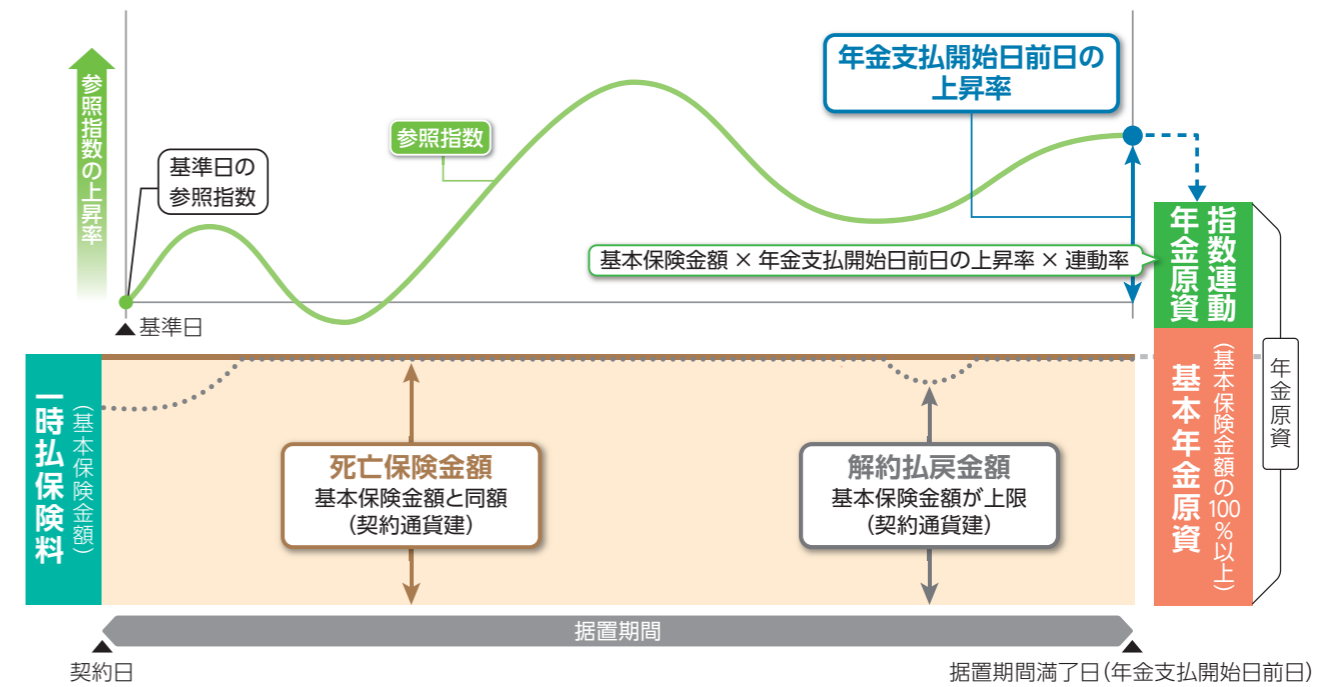 参照指数の上昇率
基準日の
参照指数
参照指数
年金支払開始日前日の
上昇率
基本保険金額 × 年金支払開始日前日の上昇率 × 連動率
指数連動
年金原資
基準日
一時払保険料
（基本保険金額）
死亡保険金額
基本保険金額と同額
（契約通貨建）
解約払戻金額
基本保険金額が上限
（契約通貨建）
（基本保険金額の100％以上）
基本年金原資
年金原資
据置期間
契約日
据置期間満了日（年金支払開始日前日）